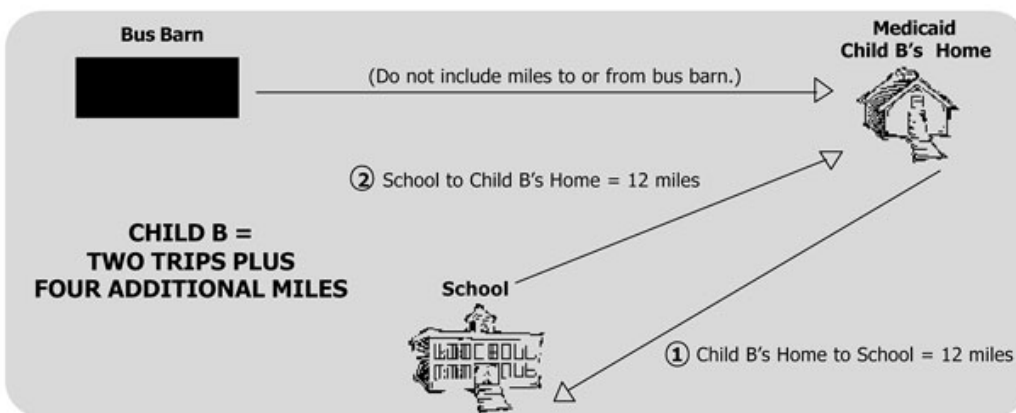 Bus Barn
Medicaid
Child B's Home
(Do not include miles to or from bus barn.)
② School to Child B's Home = 12 miles
CHILD B =
TWO TRIPS PLUS
FOUR ADDITIONAL MILES
School
① Child B's Home to School = 12 miles